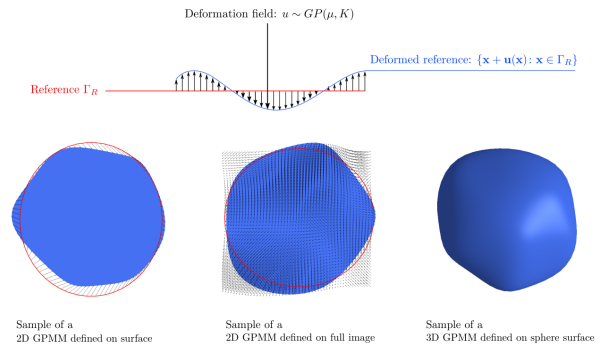 Deformation field: u ∼ GP(μ, K)
Deformed reference: {x + u(x): x ∈ Γ_R}
Reference Γ_R
Sample of a
2D GPMM defined on surface
Sample of a
2D GPMM defined on full image
Sample of a
3D GPMM defined on sphere surface